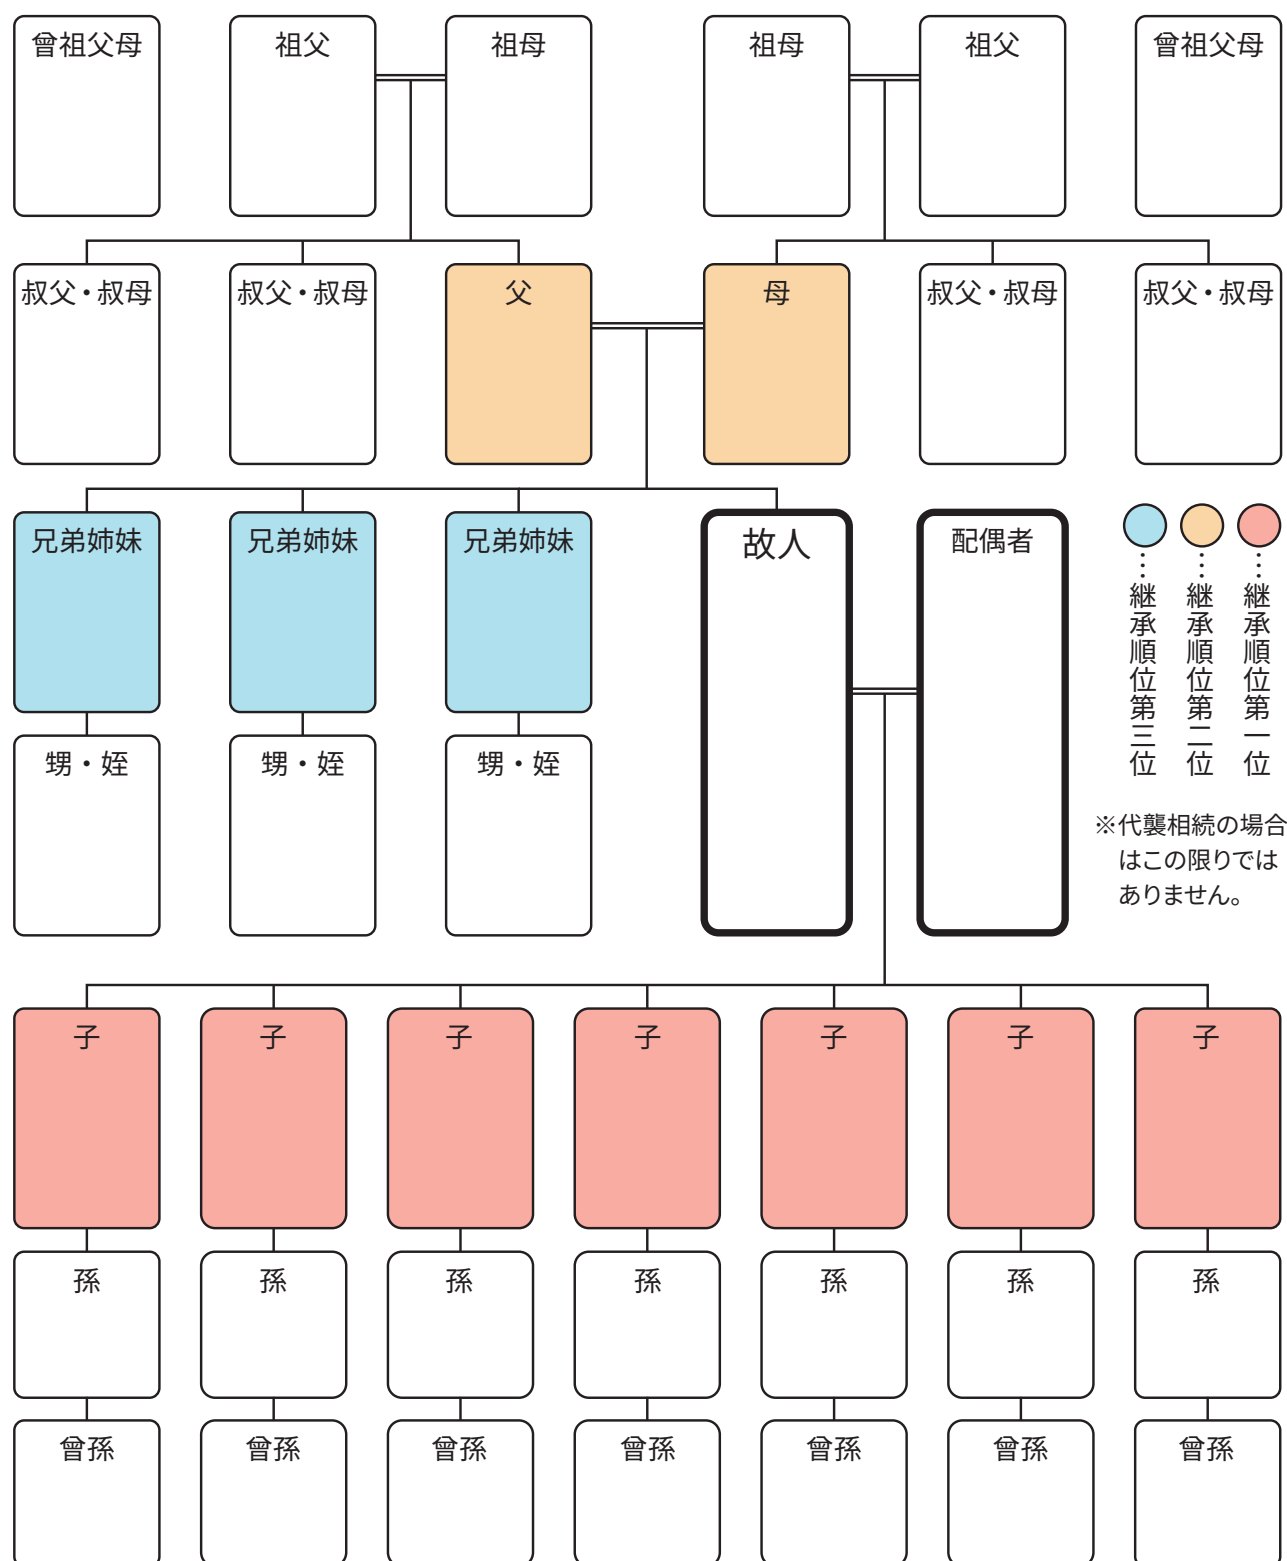 曾祖父母
祖父
祖母
祖母
祖父
曾祖父母
叔父・叔母
叔父・叔母
父
母
叔父・叔母
叔父・叔母
兄弟姉妹
兄弟姉妹
兄弟姉妹
故人
配偶者
…継承順位第一位
…継承順位第二位
…継承順位第三位
※代襲相続の場合
はこの限りでは
ありません。
甥・姪
甥・姪
甥・姪
子
子
子
子
子
子
子
孫
孫
孫
孫
孫
孫
孫
曾孫
曾孫
曾孫
曾孫
曾孫
曾孫
曾孫